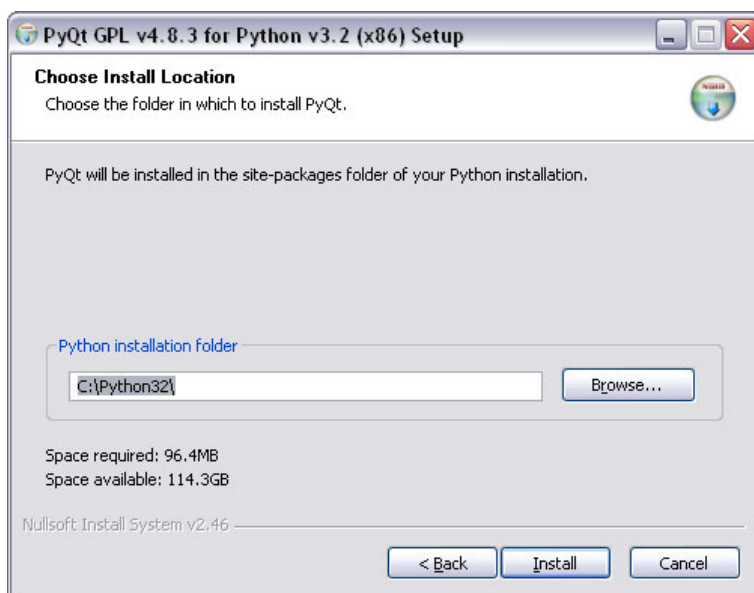 PyQt GPL v4.8.3 for Python v3.2 (x86) Setup
Choose Install Location
Choose the folder in which to install PyQt.
PyQt will be installed in the site-packages folder of your Python installation.
Python installation folder
C:\Python32\
Browse...
Space required: 96.4MB
Space available: 114.3GB
Nullsoft Install System v2.46
< Back
Install
Cancel